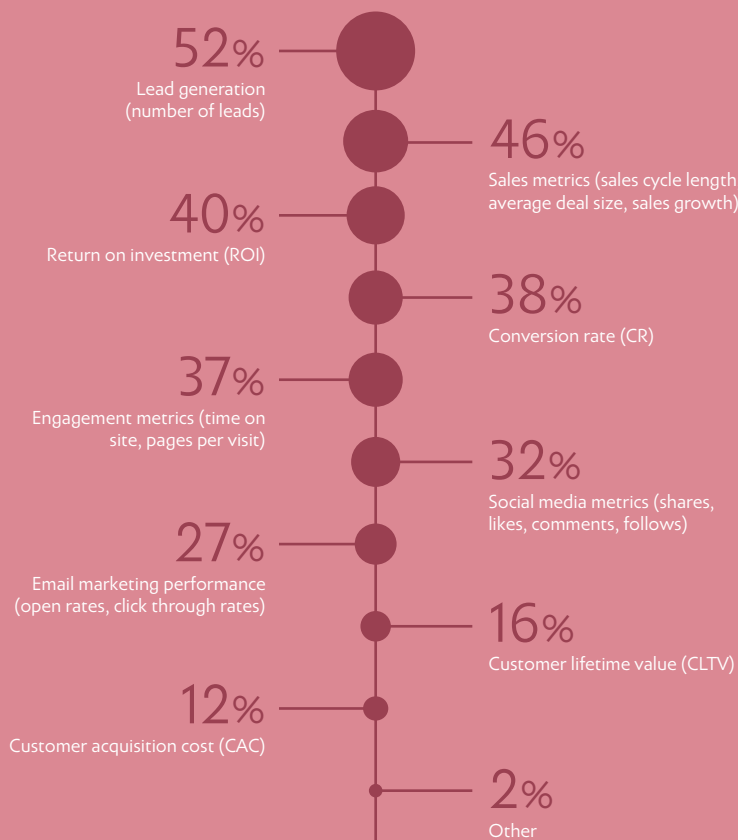 52%
Lead generation
(number of leads)
46%
Sales metrics (sales cycle length
average deal size, sales growth)
40%
Return on investment (ROI)
38%
Conversion rate (CR)
37%
Engagement metrics (time on
site, pages per visit)
32%
Social media metrics (shares,
likes, comments, follows)
27%
Email marketing performance
(open rates, click through rates)
16%
Customer lifetime value (CLTV)
12%
Customer acquisition cost (CAC)
2%
Other